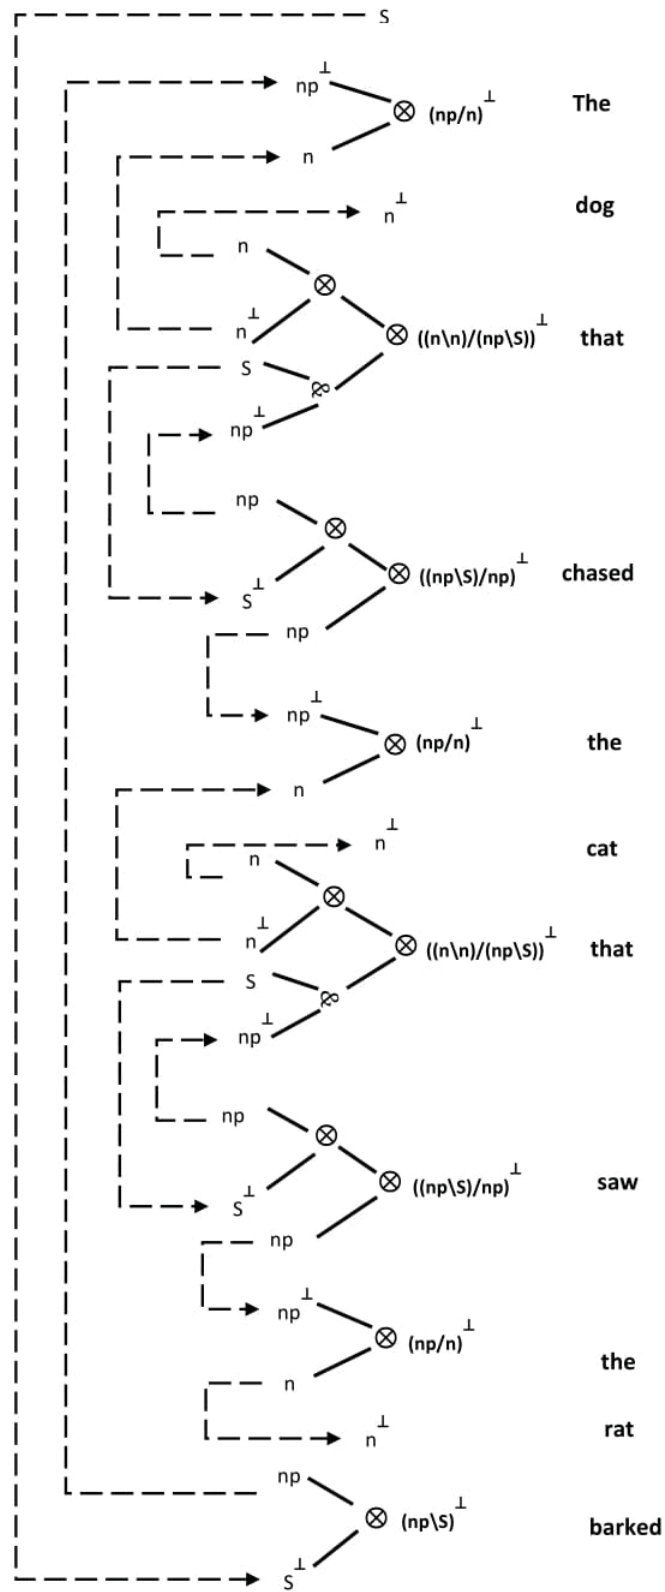 S
np⊥
⊗ (np/n)⊥ The
n
n⊥ dog
n
⊗
n⊥
⊗ ((n\n)/(np\S))⊥ that
S
⅋
np⊥
np
⊗
S⊥
⊗ ((np\S)/np)⊥ chased
np
np⊥
⊗ (np/n)⊥ the
n
n⊥ cat
n
⊗
n⊥
⊗ ((n\n)/(np\S))⊥ that
S
⅋
np⊥
np
⊗
S⊥
⊗ ((np\S)/np)⊥ saw
np
np⊥
⊗ (np/n)⊥ the
n
n⊥ rat
np
⊗ (np\S)⊥ barked
S⊥